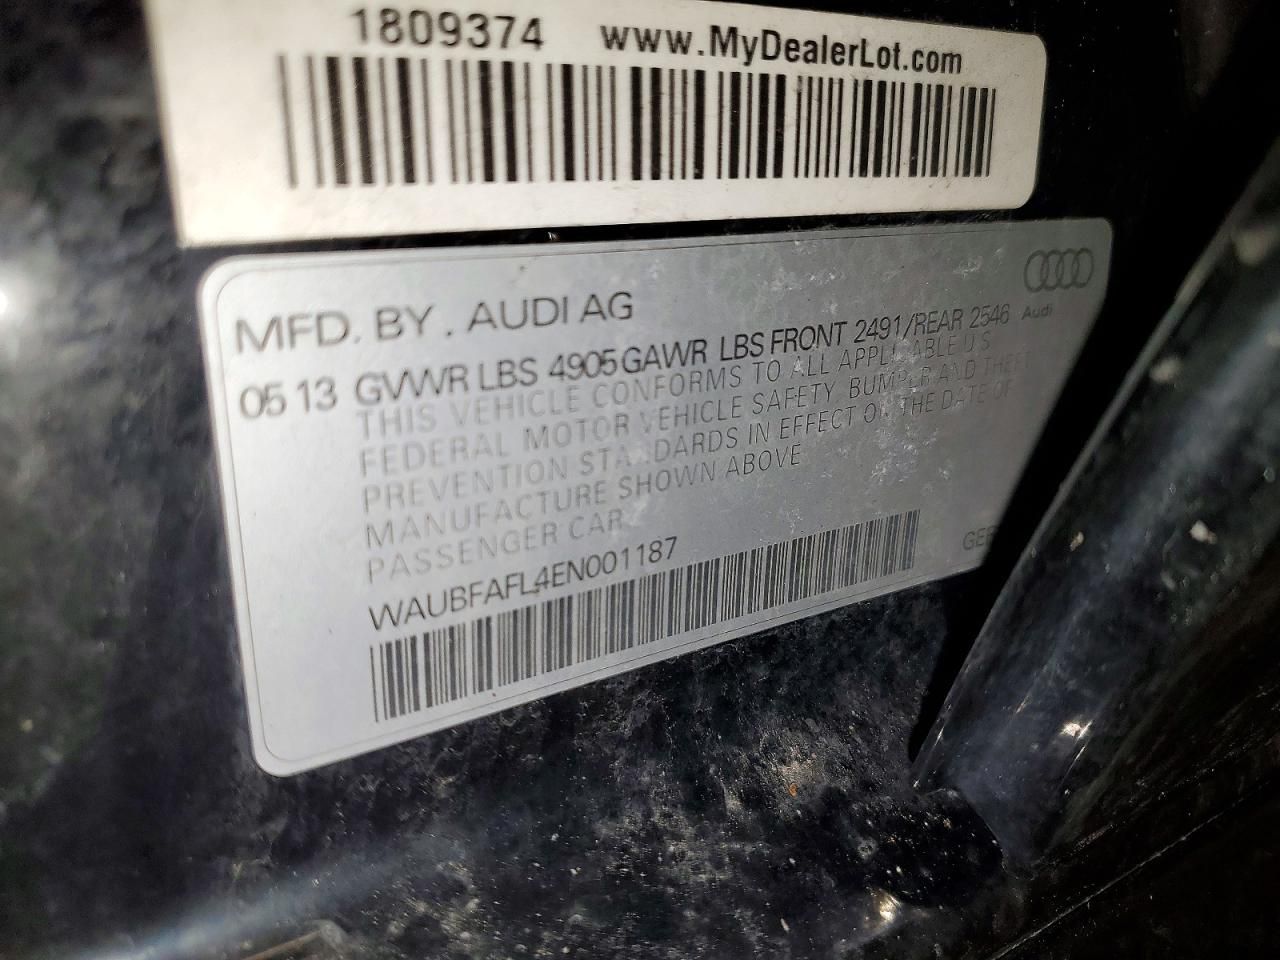 1809374 www.MyDealerLot.com
MFD. BY. AUDI AG
Audi
05 13 GVWR LBS 4905 GAWR LBS FRONT 2491/REAR 2546
THIS VEHICLE CONFORMS TO ALL APPLICABLE U S
FEDERAL MOTOR VEHICLE SAFETY, BUMPER AND THEFT
PREVENTION STANDARDS IN EFFECT ON THE DATE OF
MANUFACTURE SHOWN ABOVE
PASSENGER CAR
WAUBFAFL4EN001187
GER